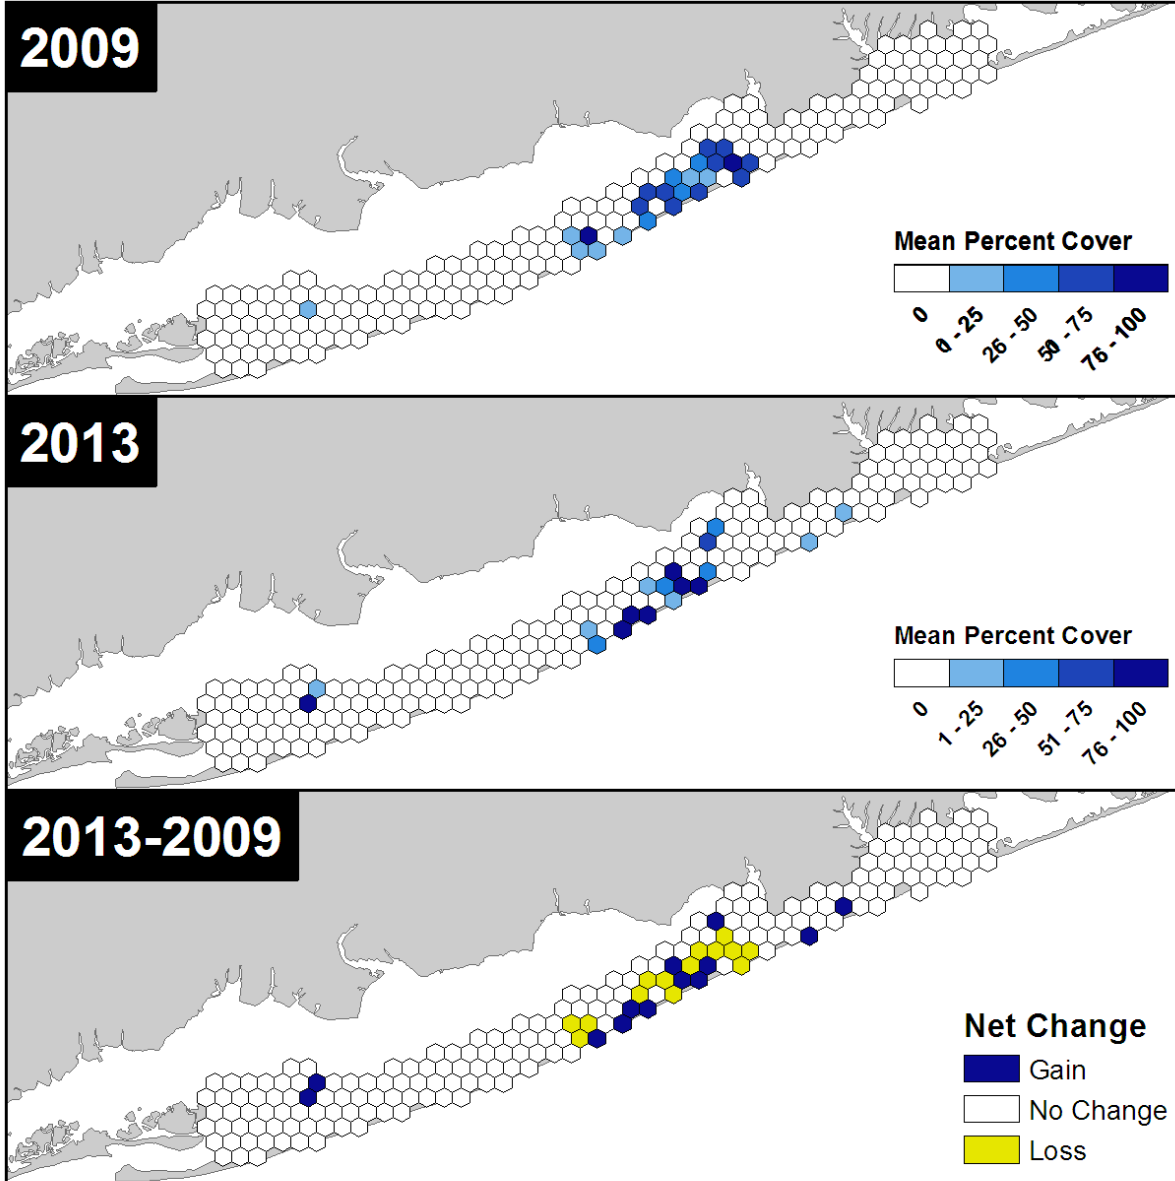 2009
Mean Percent Cover
0
0 - 25
26 - 50
50 - 75
76 - 100
2013
Mean Percent Cover
0
1 - 25
26 - 50
51 - 75
76 - 100
2013-2009
Net Change
Gain
No Change
Loss